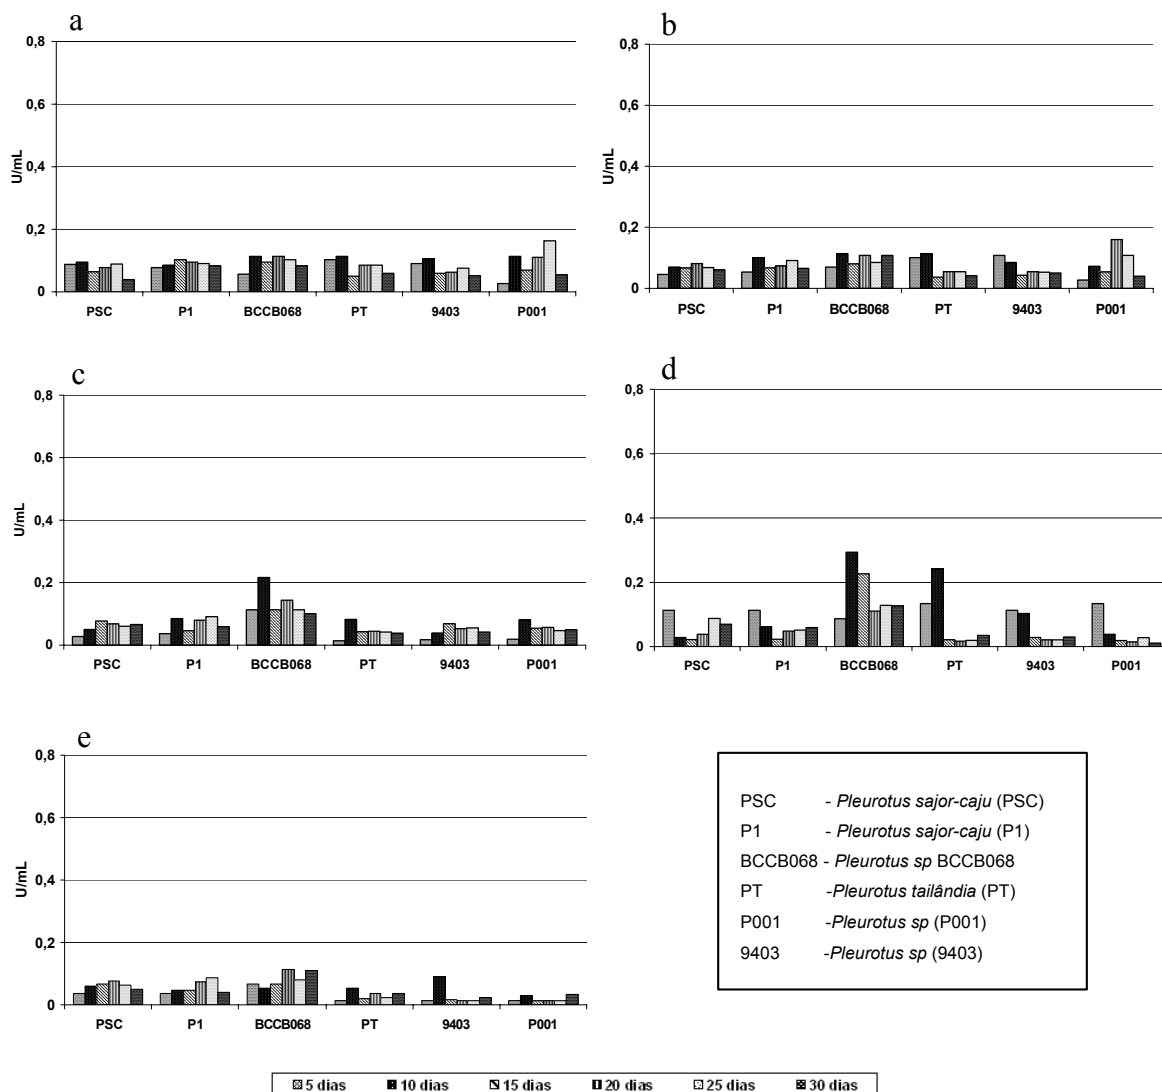 a
0,8
0,6
0,4
0,2
0
U/mL
PSC P1 BCCB068 PT 9403 P001
b
0,8
0,6
0,4
0,2
0
U/mL
PSC P1 BCCB068 PT 9403 P001
c
0,8
0,6
0,4
0,2
0
U/mL
PSC P1 BCCB068 PT 9403 P001
d
0,8
0,6
0,4
0,2
0
PSC P1 BCCB068 PT 9403 P001
e
0,8
0,6
0,4
0,2
0
U/mL
PSC P1 BCCB068 PT 9403 P001
PSC - Pleurotus sajor-caju (PSC)
P1 - Pleurotus sajor-caju (P1)
BCCB068 - Pleurotus sp BCCB068
PT -Pleurotus tailândia (PT)
P001 -Pleurotus sp (P001)
9403 -Pleurotus sp (9403)
5 dias 10 dias 15 dias 20 dias 25 dias 30 dias